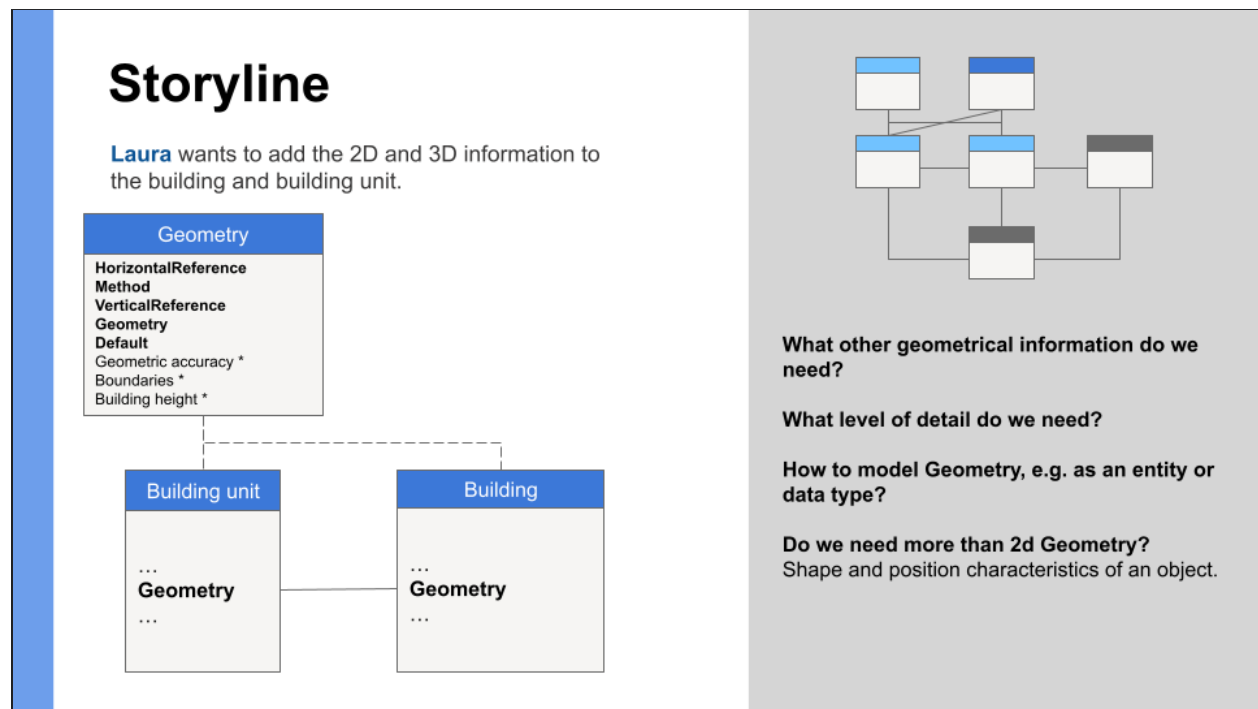 Storyline
Laura wants to add the 2D and 3D information to
the building and building unit.
Geometry
HorizontalReference
Method
VerticalReference
Geometry
Default
Geometric accuracy *
Boundaries *
Building height *
Building unit
...
Geometry
...
Building
...
Geometry
...
What other geometrical information do we
need?
What level of detail do we need?
How to model Geometry, e.g. as an entity or
data type?
Do we need more than 2d Geometry?
Shape and position characteristics of an object.